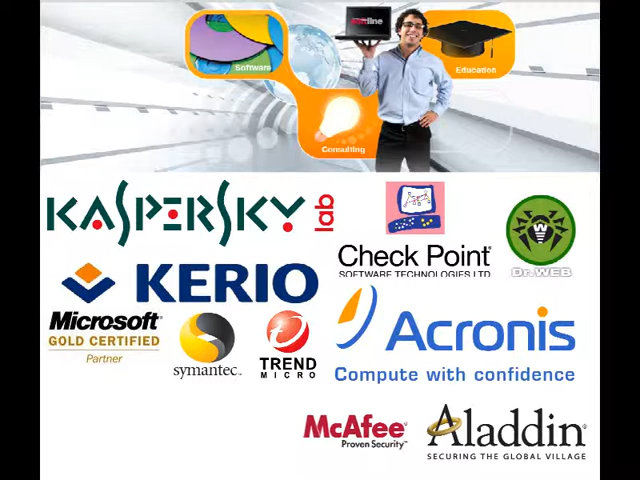 Software
Education
Consulting
KASPERSKY lab
Check Point
SOFTWARE TECHNOLOGIES LTD
Dr.WEB
KERIO
Microsoft
GOLD CERTIFIED
Partner
symantec.
TREND
MICRO
Acronis
Compute with confidence
McAfee®
Proven Security™
Aladdin®
SECURING THE GLOBAL VILLAGE